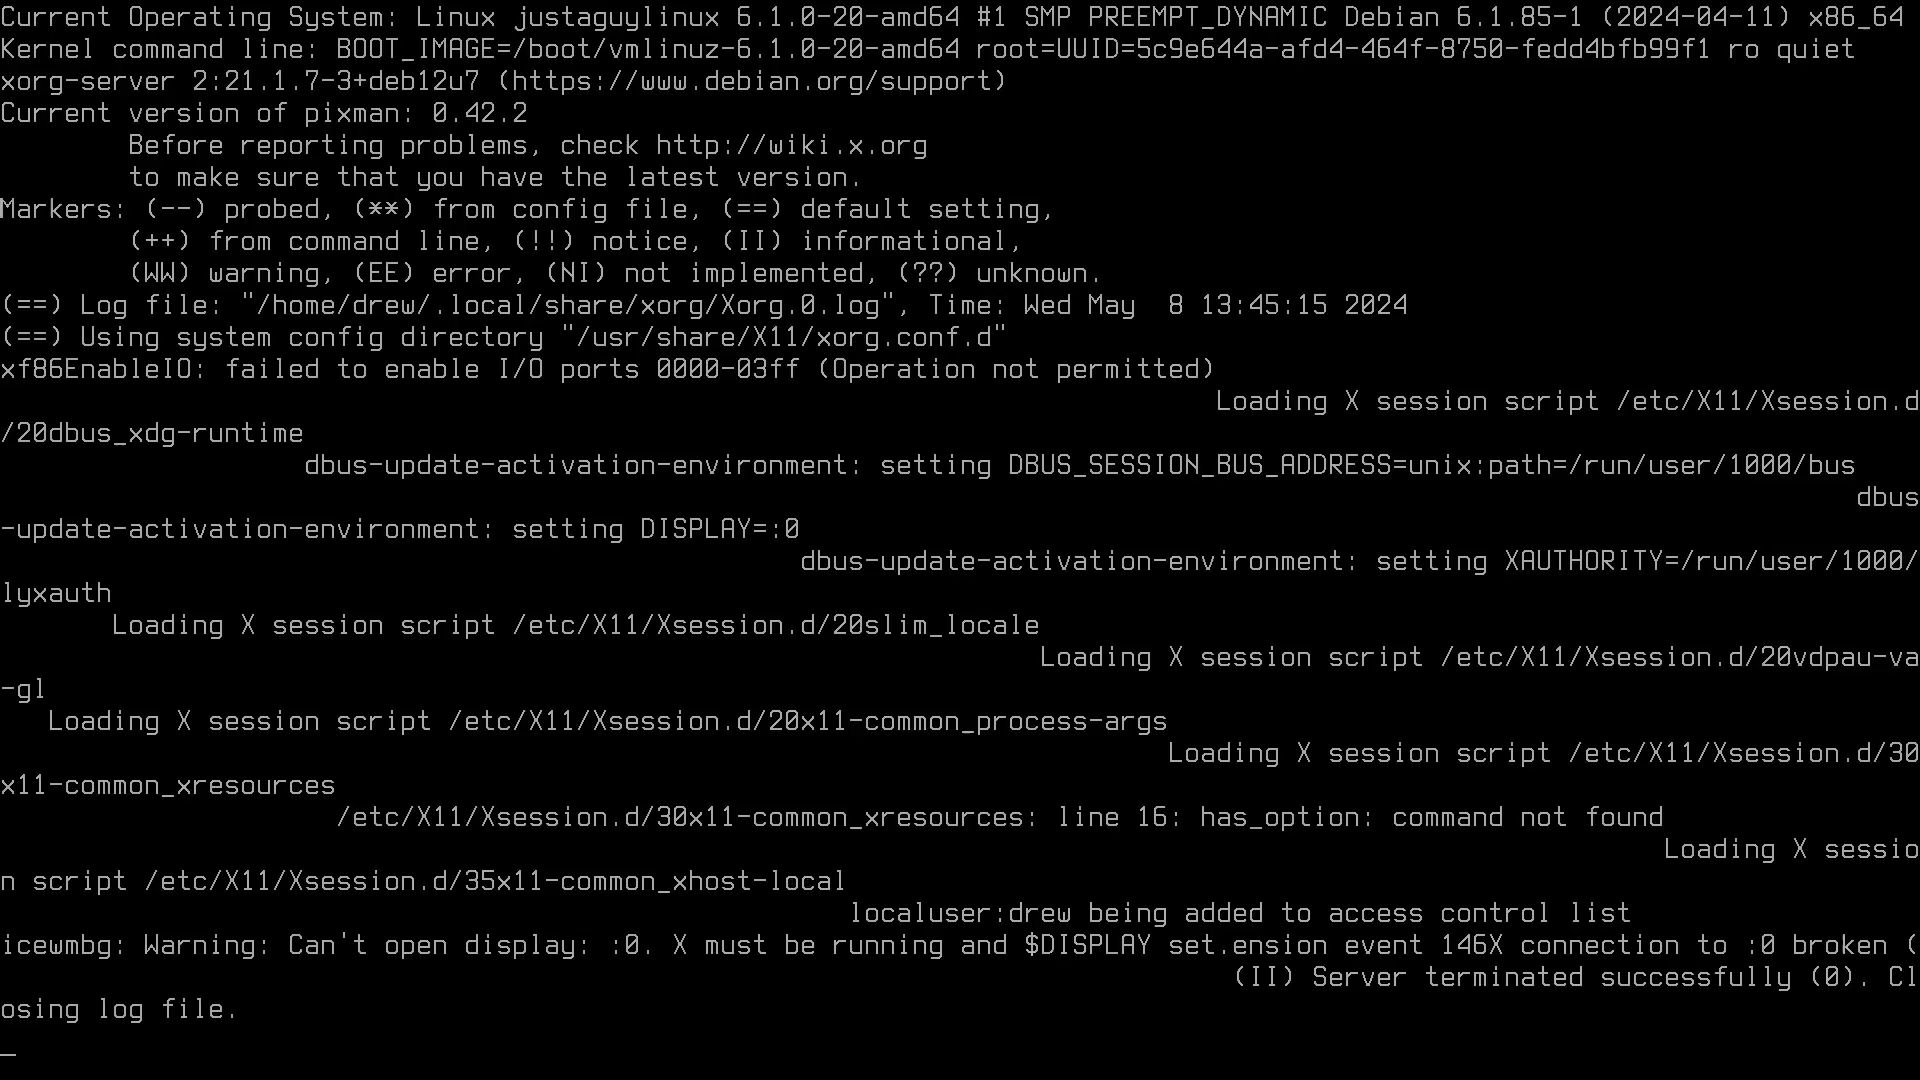 Current Operating System: Linux justaguylinux 6.1.0-20-amd64 #1 SMP PREEMPT_DYNAMIC Debian 6.1.85-1 (2024-04-11) x86_64
Kernel command line: BOOT_IMAGE=/boot/vmlinuz-6.1.0-20-amd64 root=UUID=5c9e644a-afd4-464f-8750-fedd4bfb99f1 ro quiet
xorg-server 2:21.1.7-3+deb12u7 (https://www.debian.org/support)
Current version of pixman: 0.42.2
        Before reporting problems, check http://wiki.x.org
        to make sure that you have the latest version.
Markers: (--) probed, (**) from config file, (==) default setting,
        (++) from command line, (!!) notice, (II) informational,
        (WW) warning, (EE) error, (NI) not implemented, (??) unknown.
(==) Log file: "/home/drew/.local/share/xorg/Xorg.0.log", Time: Wed May  8 13:45:15 2024
(==) Using system config directory "/usr/share/X11/xorg.conf.d"
xf86EnableIO: failed to enable I/O ports 0000-03ff (Operation not permitted)
Loading X session script /etc/X11/Xsession.d
/20dbus_xdg-runtime
dbus-update-activation-environment: setting DBUS_SESSION_BUS_ADDRESS=unix:path=/run/user/1000/bus
dbus
-update-activation-environment: setting DISPLAY=:0
dbus-update-activation-environment: setting XAUTHORITY=/run/user/1000/
lyxauth
Loading X session script /etc/X11/Xsession.d/20slim_locale
Loading X session script /etc/X11/Xsession.d/20vdpau-va
-gl
Loading X session script /etc/X11/Xsession.d/20x11-common_process-args
Loading X session script /etc/X11/Xsession.d/30
x11-common_xresources
/etc/X11/Xsession.d/30x11-common_xresources: line 16: has_option: command not found
Loading X sessio
n script /etc/X11/Xsession.d/35x11-common_xhost-local
localuser:drew being added to access control list
icewmbg: Warning: Can't open display: :0. X must be running and $DISPLAY set.ension event 146X connection to :0 broken (
(II) Server terminated successfully (0). Cl
osing log file.